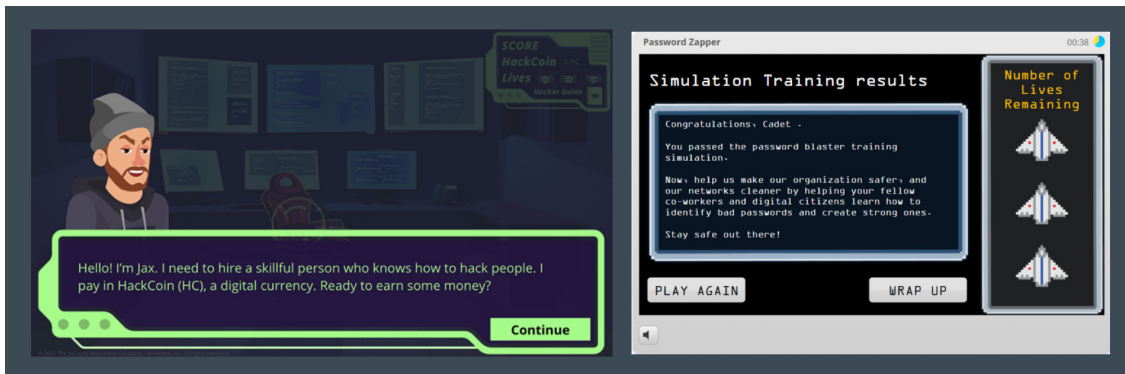 SCORE
HackCoin 0 HC
Lives
Hacker Guide
Hello! I'm Jax. I need to hire a skillful person who knows how to hack people. I
pay in HackCoin (HC), a digital currency. Ready to earn some money?
Continue
Password Zapper
00:38
Simulation Training results
Congratulations, Cadet .
You passed the password blaster training
simulation.
Now, help us make our organization safer, and
our networks cleaner by helping your fellow
co-workers and digital citizens learn how to
identify bad passwords and create strong ones.
Stay safe out there!
PLAY AGAIN
WRAP UP
Number of
Lives
Remaining